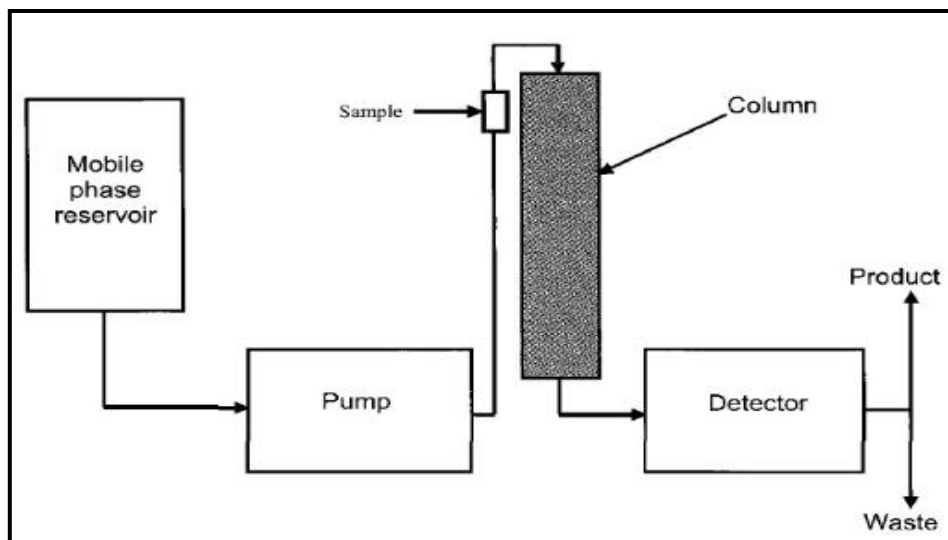 Sample
Column
Mobile
phase
reservoir
Product
Pump
Detector
Waste